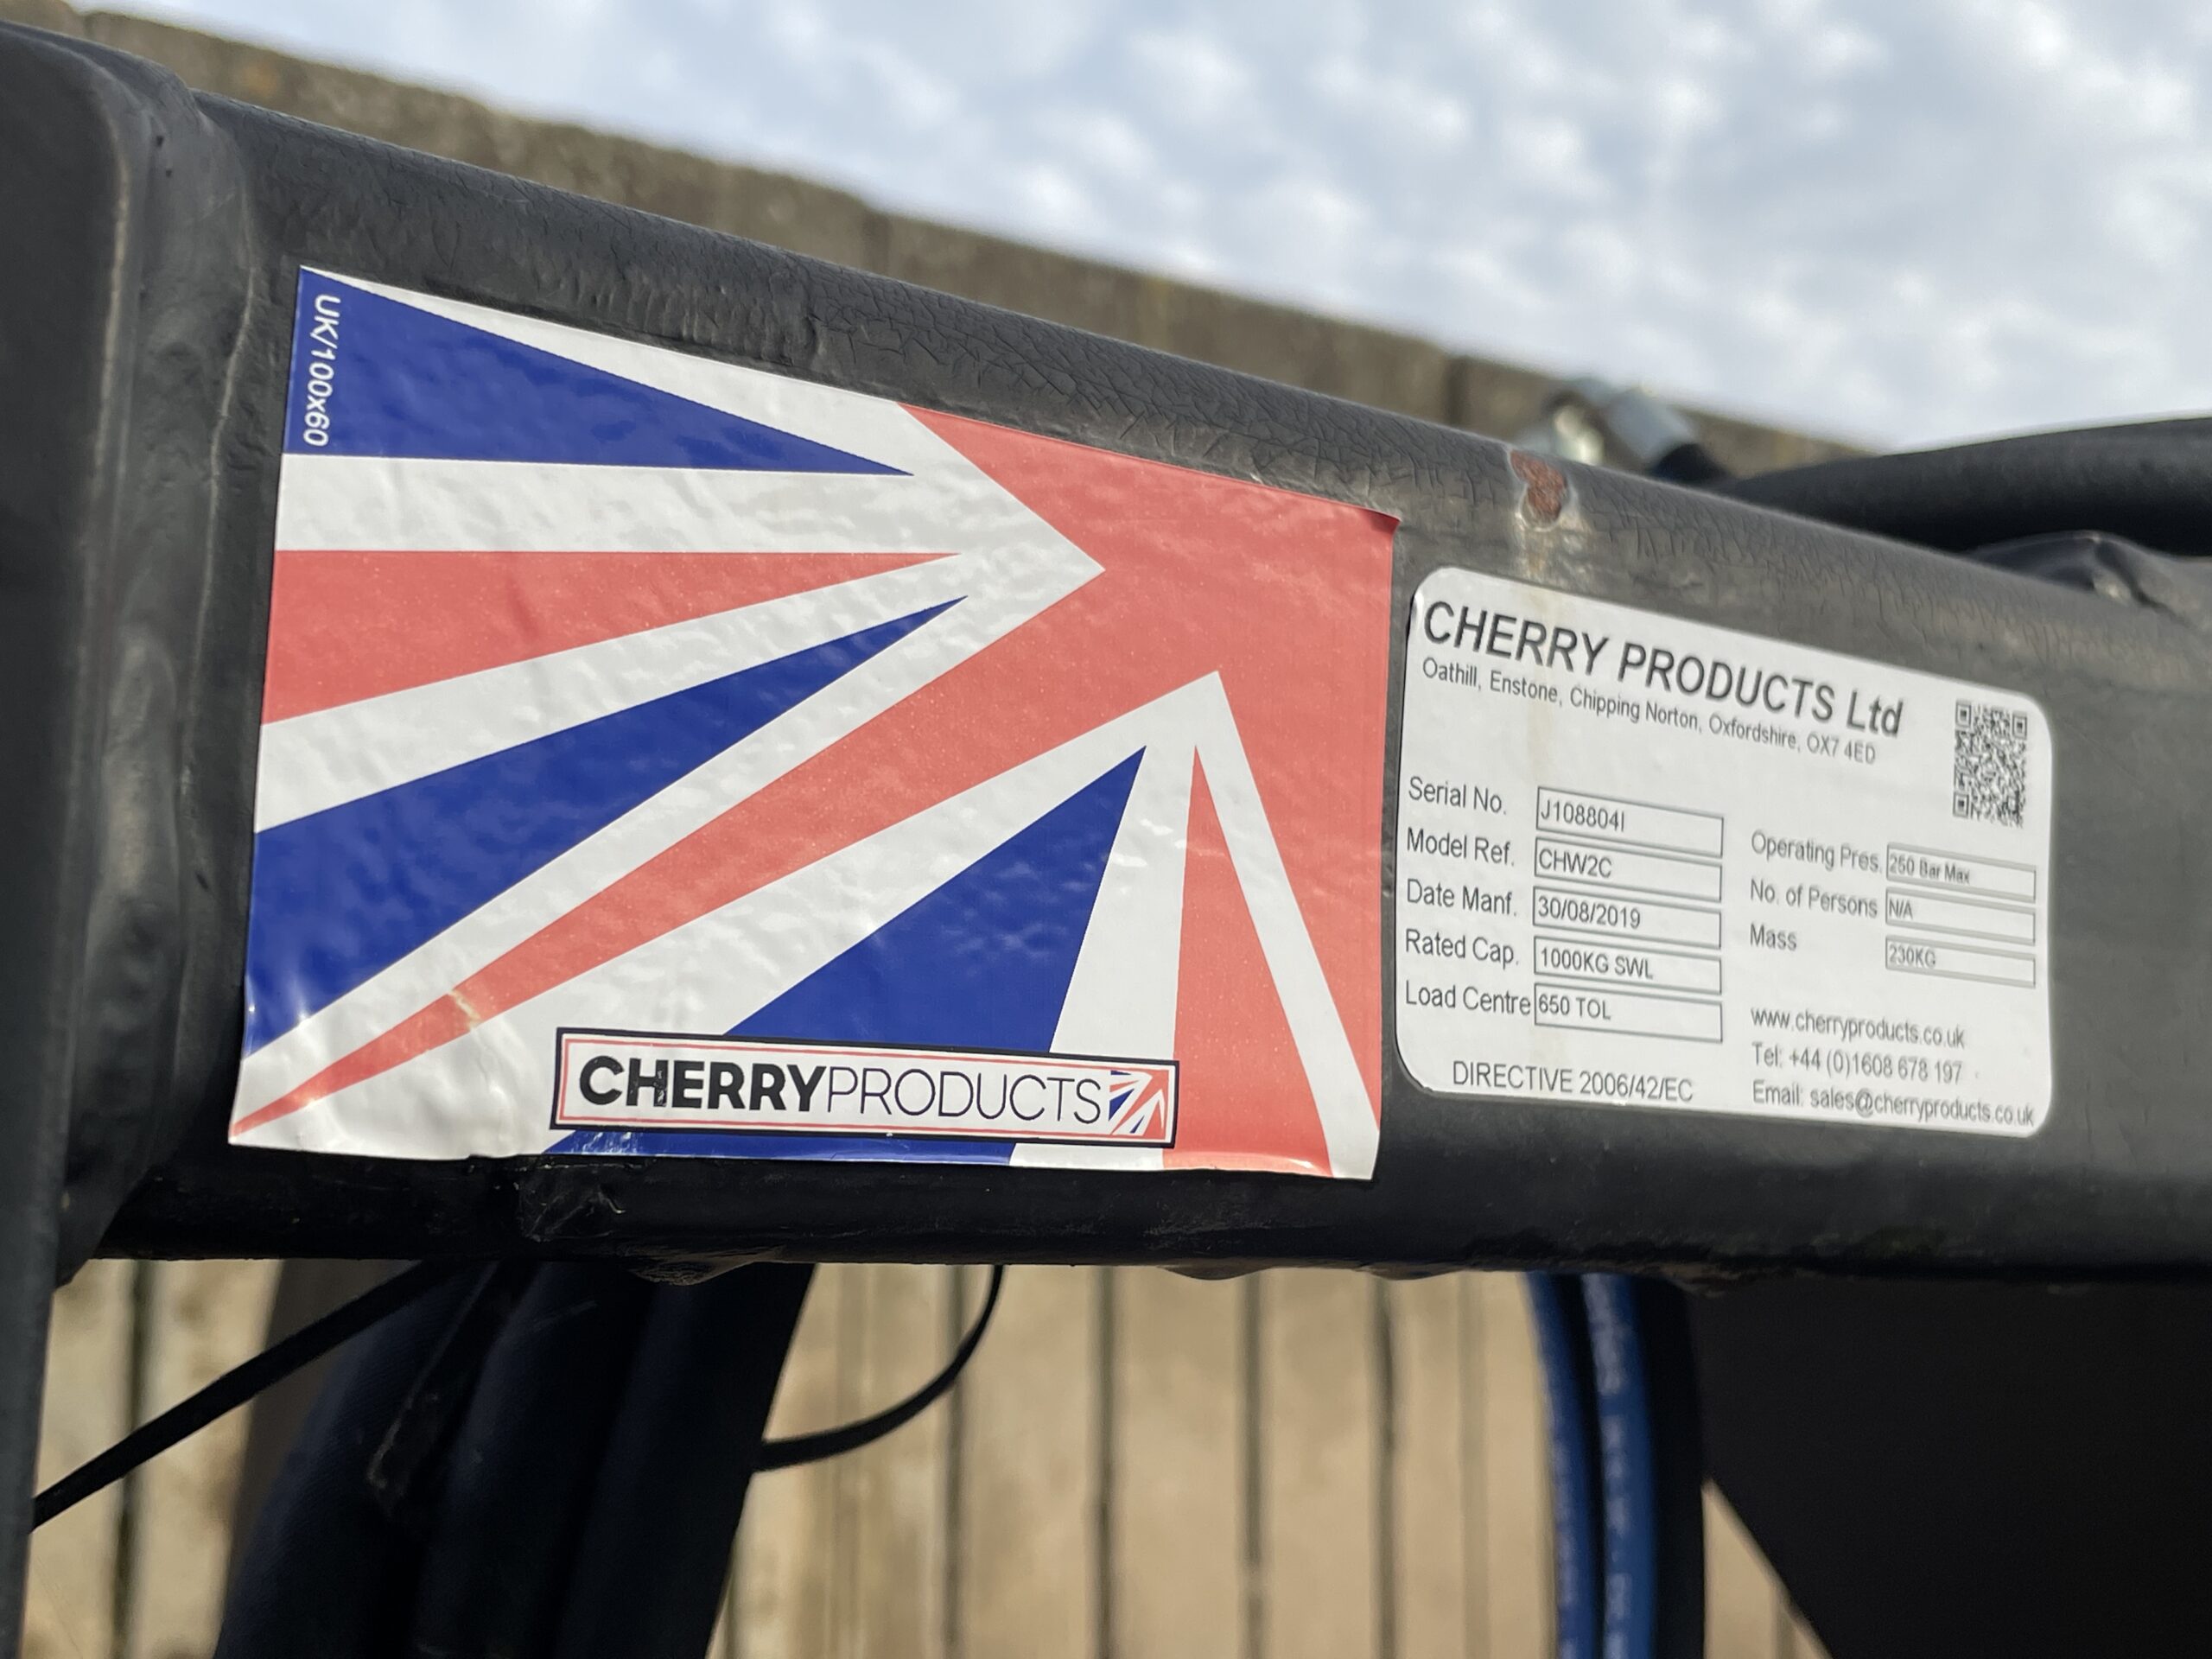 UK/100x60
CHERRYPRODUCTS
CHERRY PRODUCTS Ltd
Oathill, Enstone, Chipping Norton, Oxfordshire, OX7 4ED
Serial No. J108804I
Model Ref. CHW2C
Date Manf. 30/08/2019
Rated Cap. 1000KG SWL
Load Centre 650 TOL
DIRECTIVE 2006/42/EC
Operating Pres. 250 Bar Max
No. of Persons N/A
Mass 230KG
www.cherryproducts.co.uk
Tel: +44 (0)1608 678 197
Email: sales@cherryproducts.co.uk